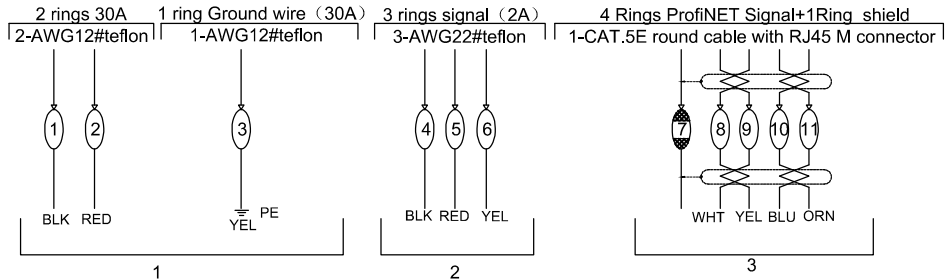 2 rings 30A
1 ring Ground wire（30A）
3 rings signal（2A）
4 Rings ProfiNET Signal+1Ring shield
2-AWG12#teflon
1-AWG12#teflon
3-AWG22#teflon
1-CAT.5E round cable with RJ45 M connector
1 2 3 4 5 6 7 8 9 10 11
BLK RED
YEL PE
BLK RED YEL
WHT YEL BLU ORN
1
2
3